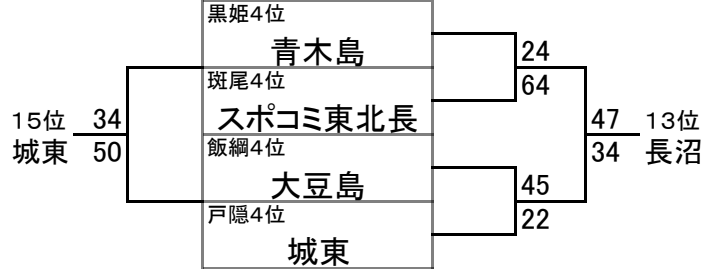 黒姫4位
青木島
斑尾4位
スポコミ東北長
飯綱4位
大豆島
戸隠4位
城東
15位
城東
34
50
24
64
45
22
47
34
13位
長沼